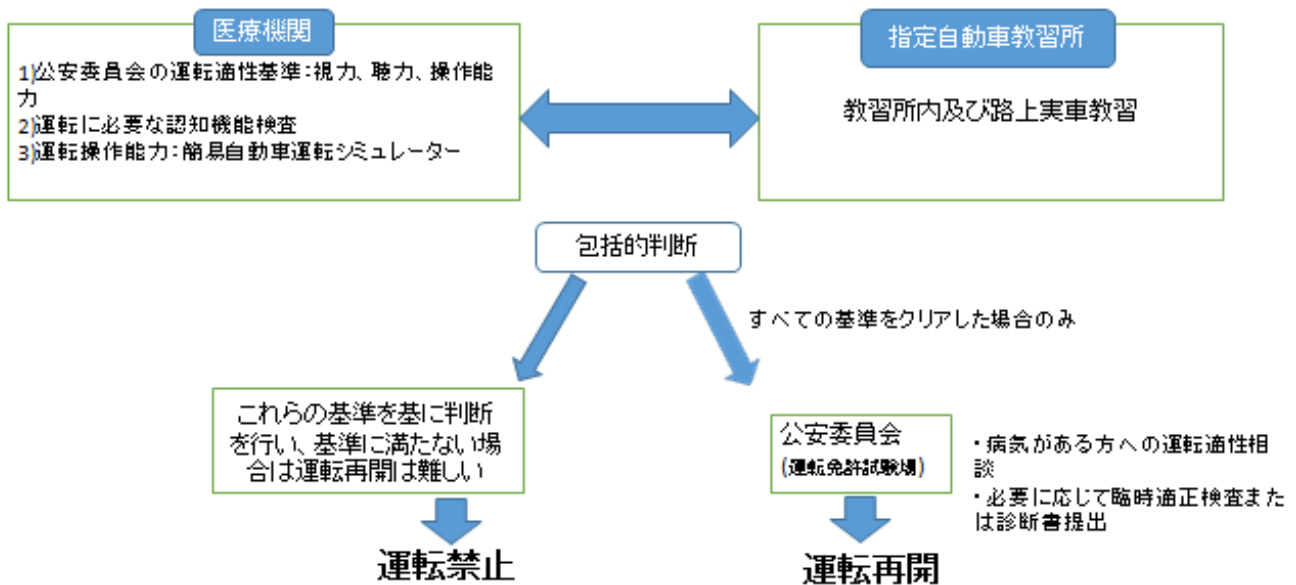 医療機関
1)公安委員会の運転適性基準：視力、聴力、操作能
力
2)運転に必要な認知機能検査
3)運転操作能力：簡易自動車運転シミュレーター
指定自動車教習所
教習所内及び路上実車教習
包括的判断
すべての基準をクリアした場合のみ
これらの基準を基に判断
を行い、基準に満たない場
合は運転再開は難しい
運転禁止
公安委員会
(運転免許試験場)
・病気がある方への運転適性相
談
・必要に応じて臨時適正検査また
は診断書提出
運転再開